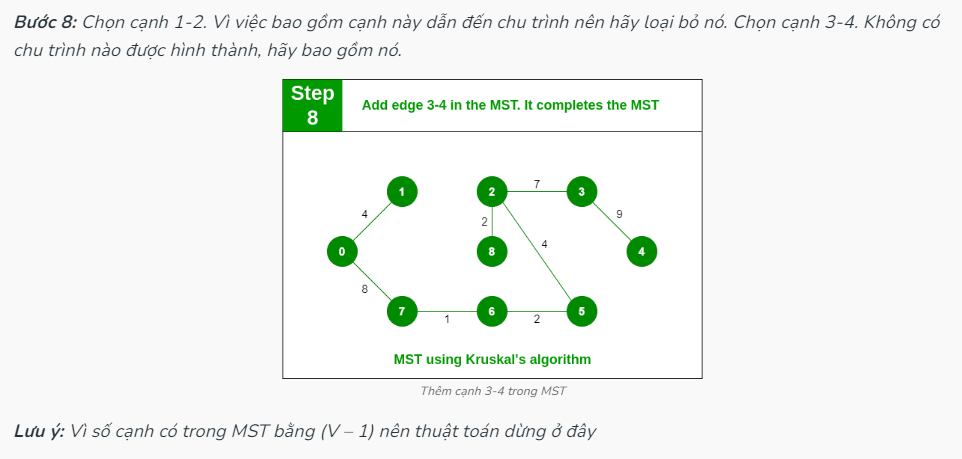 Bước 8: Chọn cạnh 1-2. Vì việc bao gồm cạnh này dẫn đến chu trình nên hãy loại bỏ nó. Chọn cạnh 3-4. Không có
chu trình nào được hình thành, hãy bao gồm nó.
Step
8
Add edge 3-4 in the MST. It completes the MST
1
2
7
3
4
2
9
0
8
4
4
8
7
1
6
2
5
MST using Kruskal's algorithm
Thêm cạnh 3-4 trong MST
Lưu ý: Vì số cạnh có trong MST bằng (V – 1) nên thuật toán dừng ở đây